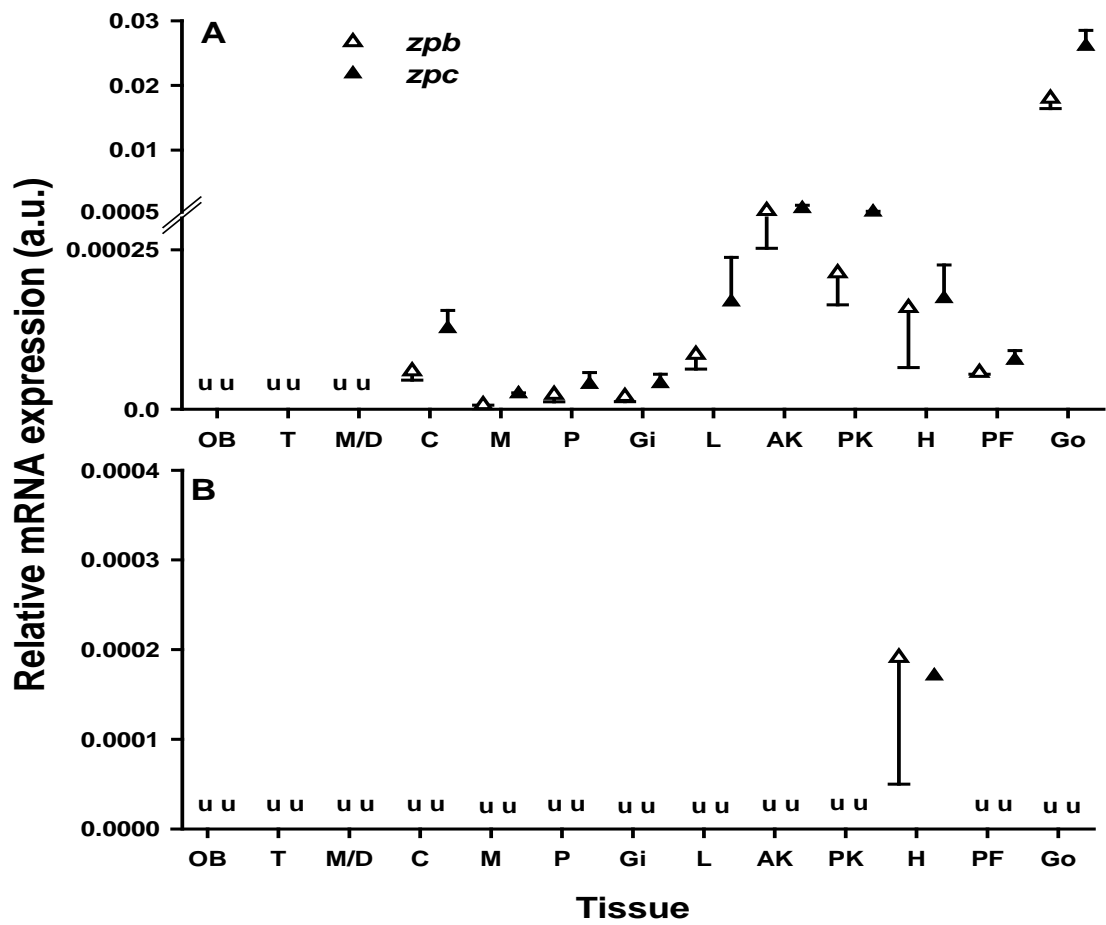 Relative mRNA expression (a.u.)
A
zpb
zpc
0.03
0.02
0.01
0.0005
0.00025
0.0
u u u u u u
OB T M/D C M P Gi L AK PK H PF Go
B
0.0004
0.0003
0.0002
0.0001
0.0000
u u u u u u u u u u u u u u u u u u u u u u u u
OB T M/D C M P Gi L AK PK H PF Go
Tissue